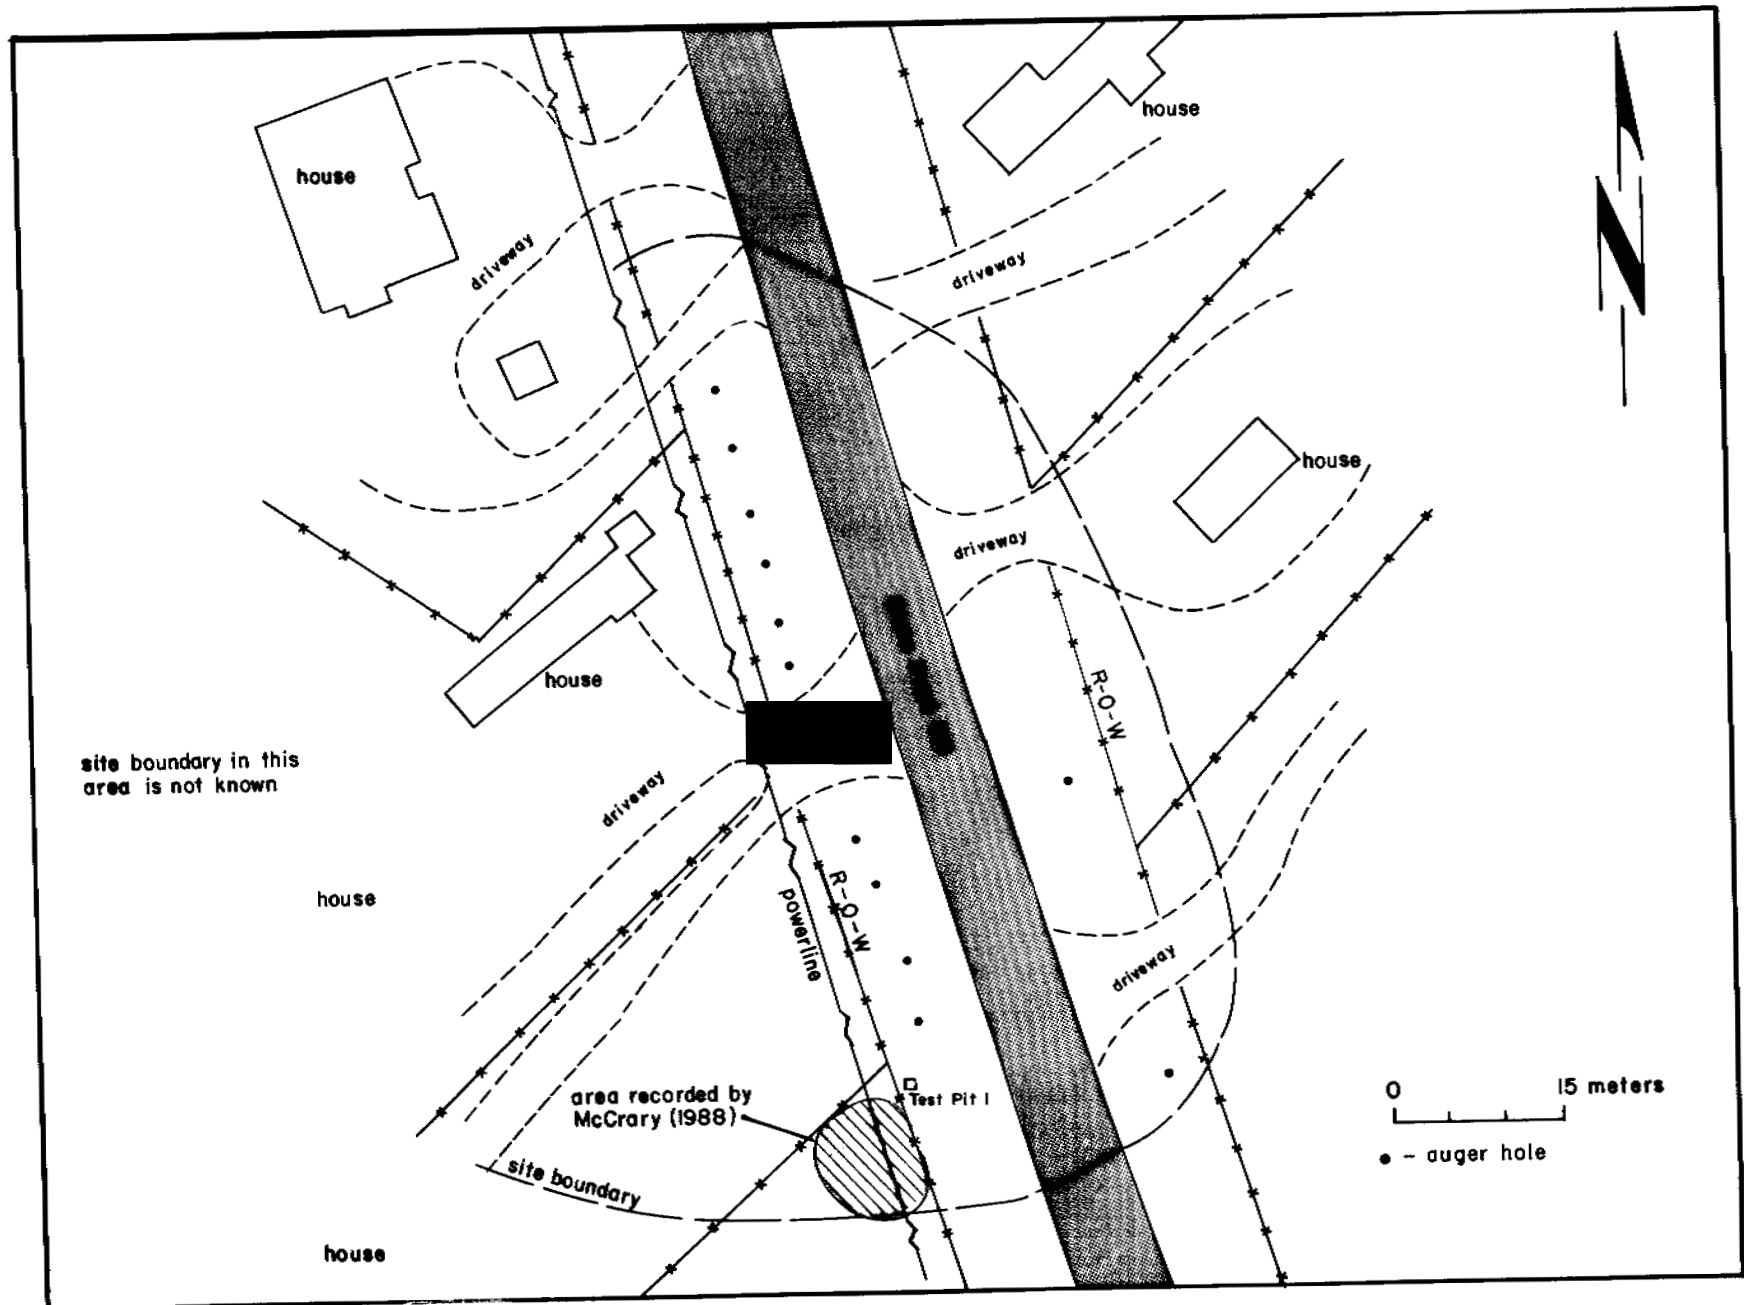 house
house
driveway
driveway
house
driveway
house
R-O-W
site boundary in this
area is not known
driveway
house
R-O-W
powerline
driveway
area recorded by
McCrary (1988)
Test Pit 1
0 15 meters
• - auger hole
site boundary
house
N